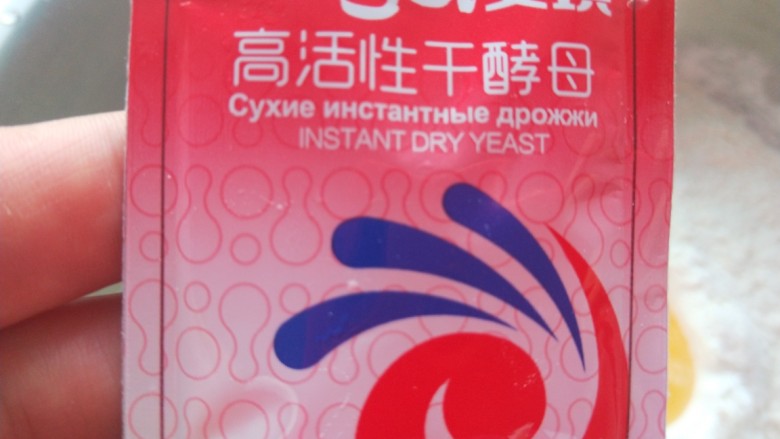 高活性干酵母
Сухие инстантные дрожжи
INSTANT DRY YEAST